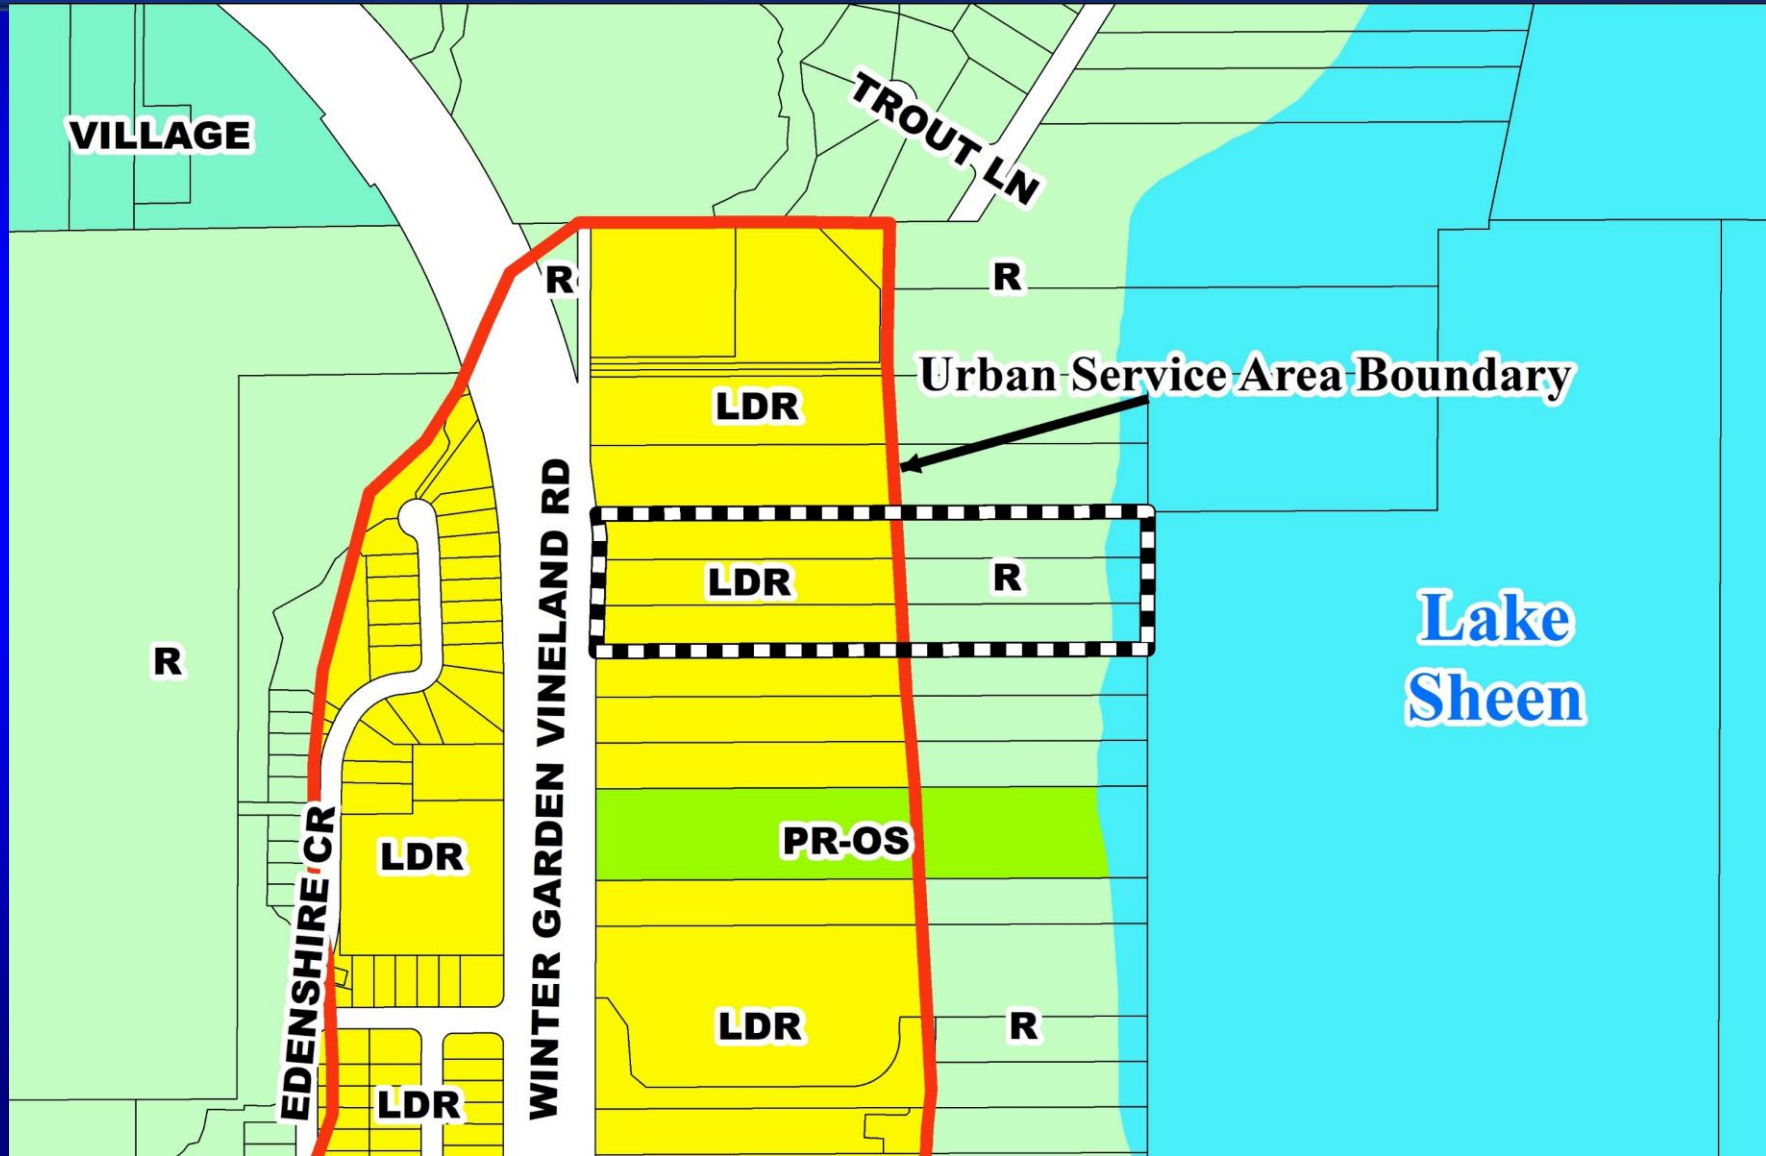 VILLAGE
TROUT LN
R
R
Urban Service Area Boundary
LDR
LDR
R
Lake
Sheen
R
WINTER GARDEN VINELAND RD
PR-OS
LDR
EDENSHIRE CR
LDR
R
LDR